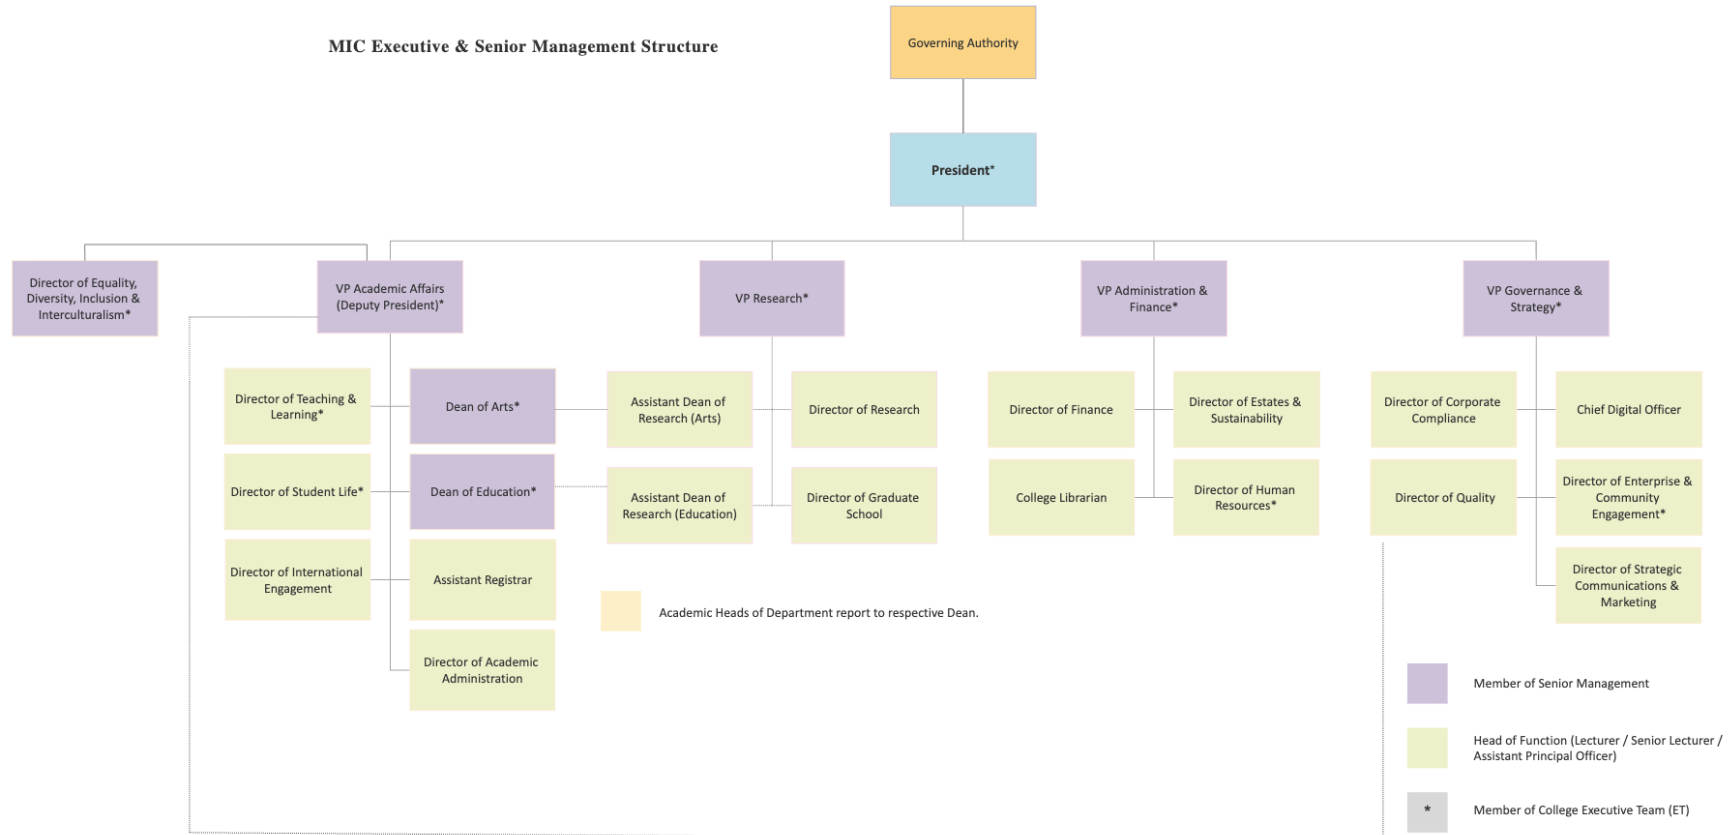 MIC Executive & Senior Management Structure
Governing Authority
President*
Director of Equality,
Diversity, Inclusion &
Interculturalism*
VP Academic Affairs
(Deputy President)*
VP Research*
VP Administration &
Finance*
VP Governance &
Strategy*
Director of Teaching &
Learning*
Dean of Arts*
Assistant Dean of
Research (Arts)
Director of Research
Director of Finance
Director of Estates &
Sustainability
Director of Corporate
Compliance
Chief Digital Officer
Director of Student Life*
Dean of Education*
Assistant Dean of
Research (Education)
Director of Graduate
School
College Librarian
Director of Human
Resources*
Director of Quality
Director of Enterprise &
Community
Engagement*
Director of International
Engagement
Assistant Registrar
Director of Strategic
Communications &
Marketing
Academic Heads of Department report to respective Dean.
Director of Academic
Administration
Member of Senior Management
Head of Function (Lecturer / Senior Lecturer /
Assistant Principal Officer)
* Member of College Executive Team (ET)